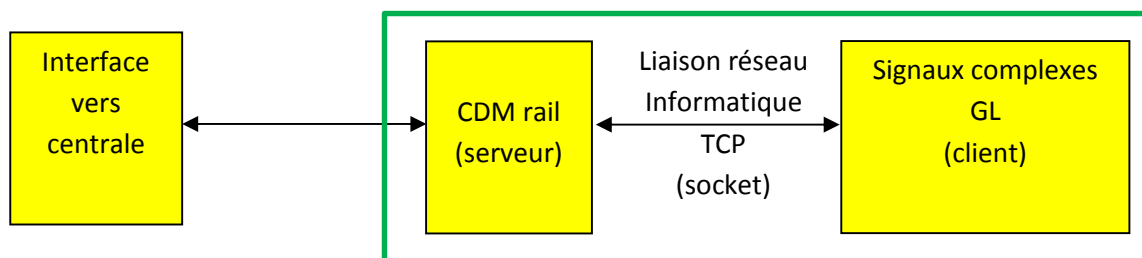 Interface
vers
centrale
CDM rail
(serveur)
Liaison réseau
Informatique
TCP
(socket)
Signaux complexes
GL
(client)